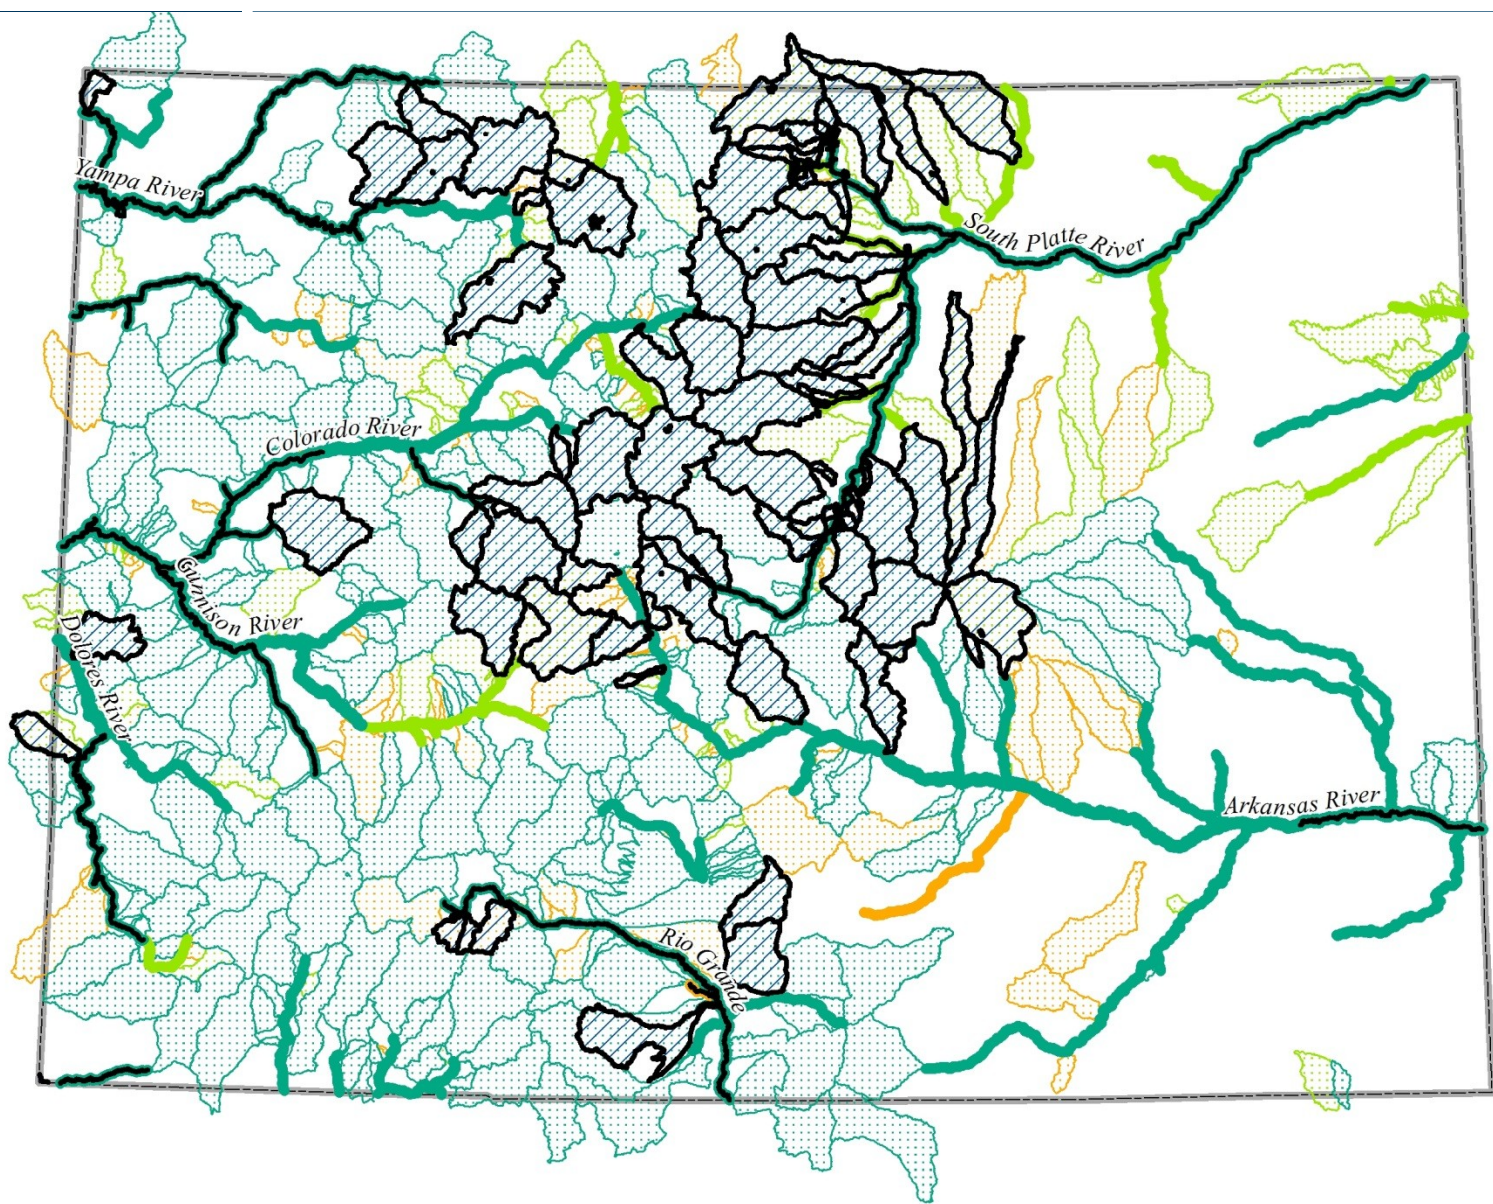 Yampa River
South Platte River
Colorado River
Gunnison River
Dolores River
Arkansas River
Rio Grande